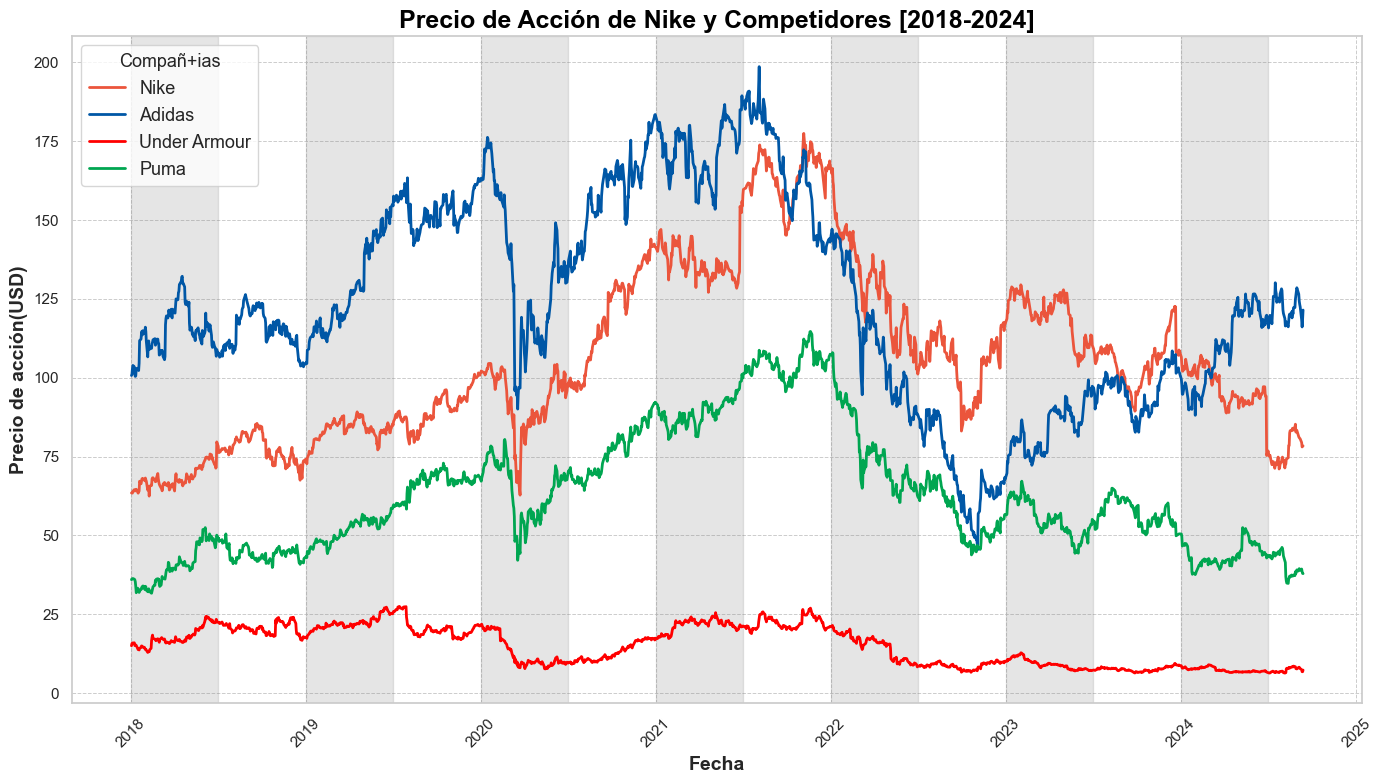 Precio de Acción de Nike y Competidores [2018-2024]
Compañ+ias
Nike
Adidas
Under Armour
Puma
Precio de acción(USD)
200
175
150
125
100
75
50
25
0
2018
2019
2020
2021
2022
2023
2024
2025
Fecha